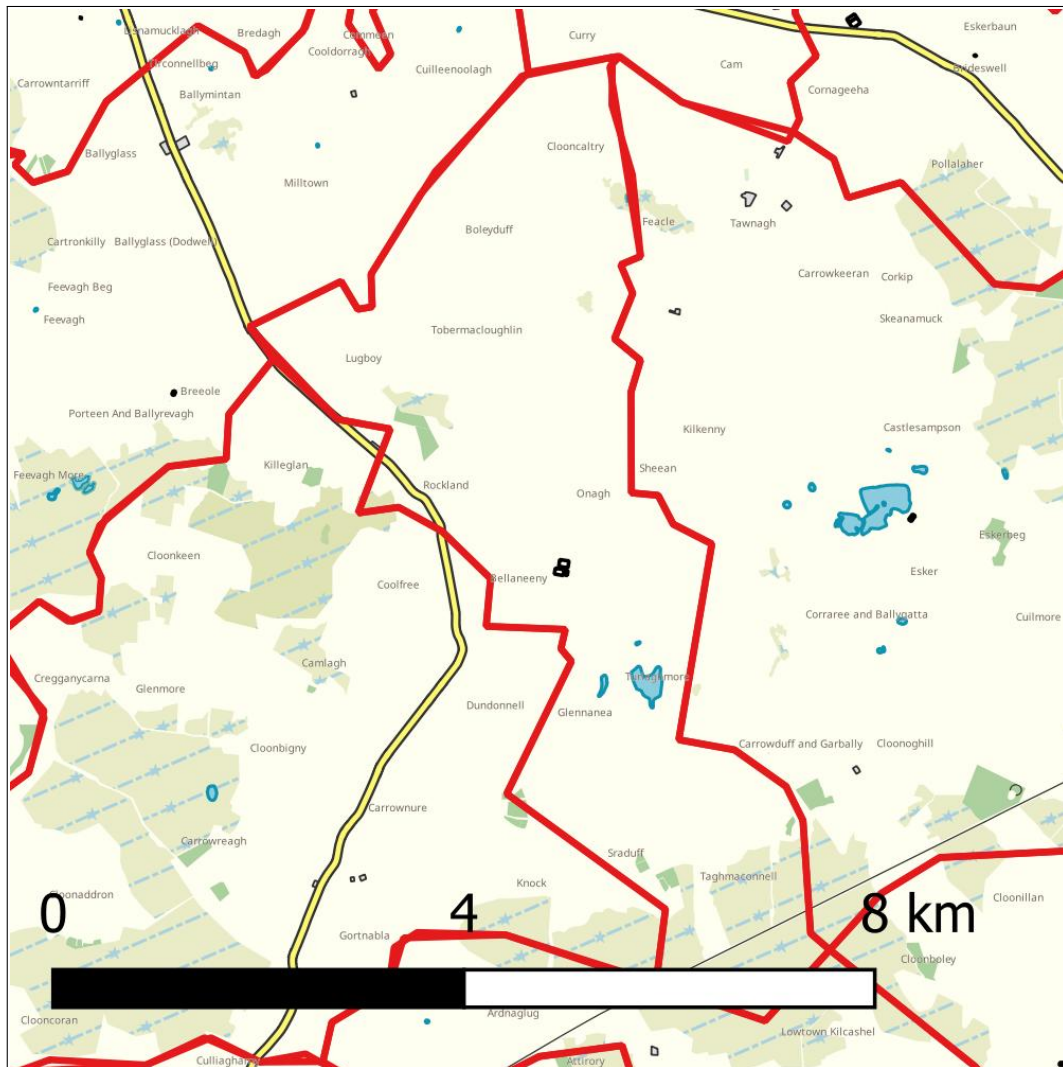 Eskerbaun
Bredagh
Curry
Cooldorragh
Cam
Cuilleenoolagh
Brideswell
Carrowntarriff
Cornageeha
Ballymintan
Clooncaltry
Ballyglass
Pollalaher
Milltown
Feacle
Tawnagh
Boleyduff
Cartronkilly
Ballyglass (Dodwell)
Carrowkeeran
Corkip
Feevagh Beg
Feevagh
Skeanamuck
Tobermacloughlin
Lugboy
Breeole
Porteen And Ballyrevagh
Kilkenny
Castlesampson
Killeglan
Sheean
Feevagh More
Rockland
Onagh
Eskerbeg
Cloonkeen
Esker
Bellaneeny
Coolfree
Corraree and Ballygatta
Cuilmore
Camlagh
Cregganycarna
Glenmore
Dundonnell
Glennanea
Cloonbigny
Carrowduff and Garbally
Cloonoghill
Carrownure
Carrowreagh
Sraduff
Taghmaconnell
Knock
Cloonaddron
Cloonillan
0 4 8 km
Gortnabla
Cloonboley
Ardnaglug
Clooncoran
Lowtown Kilcashel
Attirory